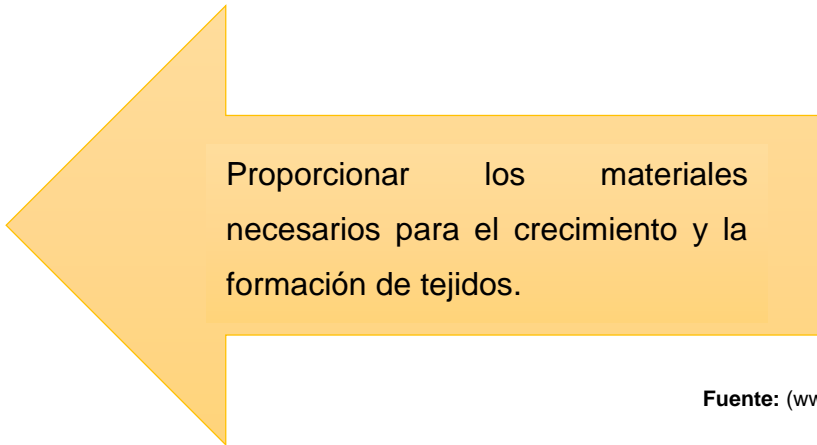 Proporcionar los materiales
necesarios para el crecimiento y la
formación de tejidos.
Fuente: (ww